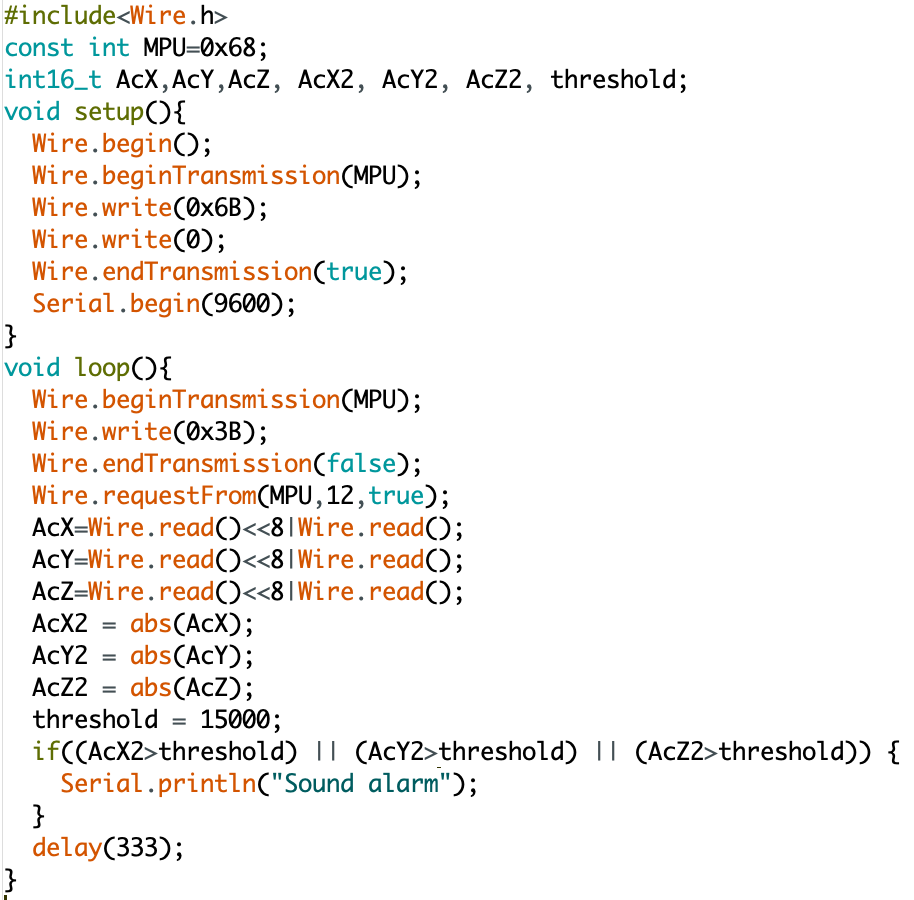 #include<Wire.h>
const int MPU=0x68;
int16_t AcX,AcY,AcZ, AcX2, AcY2, AcZ2, threshold;
void setup(){
  Wire.begin();
  Wire.beginTransmission(MPU);
  Wire.write(0x6B);
  Wire.write(0);
  Wire.endTransmission(true);
  Serial.begin(9600);
}
void loop(){
  Wire.beginTransmission(MPU);
  Wire.write(0x3B);
  Wire.endTransmission(false);
  Wire.requestFrom(MPU,12,true);
  AcX=Wire.read()<<8|Wire.read();
  AcY=Wire.read()<<8|Wire.read();
  AcZ=Wire.read()<<8|Wire.read();
  AcX2 = abs(AcX);
  AcY2 = abs(AcY);
  AcZ2 = abs(AcZ);
  threshold = 15000;
  if((AcX2>threshold) || (AcY2>threshold) || (AcZ2>threshold)) {
    Serial.println("Sound alarm");
  }
  delay(333);
}